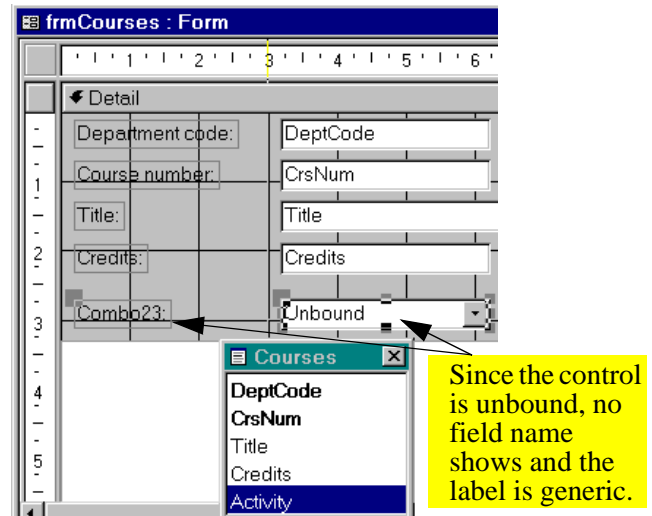 frmCourses : Form
1 2 3 4 5 6
Detail
Department code: DeptCode
Course number: CrsNum
1
Title: Title
2
Credits: Credits
Combo23: Unbound
3
Courses
4
DeptCode
CrsNum
Title
5
Credits
Activity
Since the control
is unbound, no
field name
shows and the
label is generic.